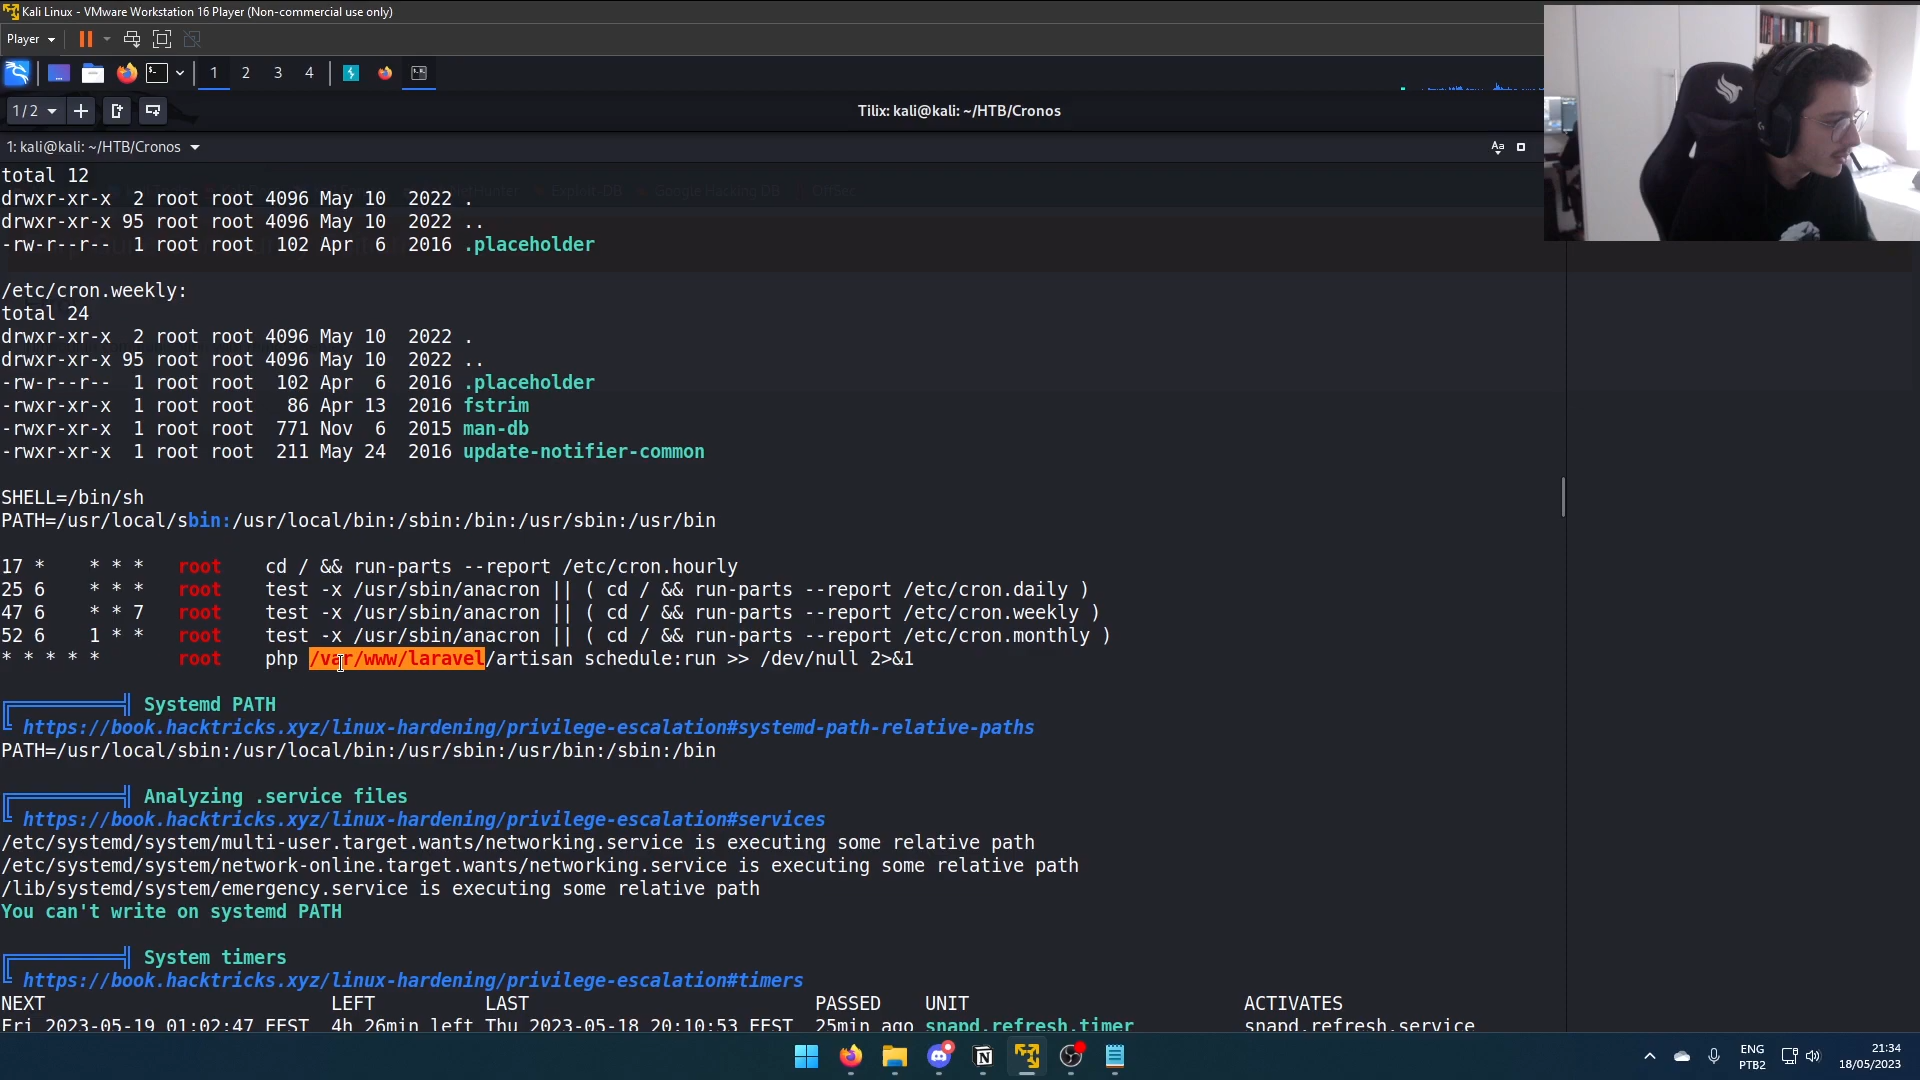 Kali Linux - VMware Workstation 16 Player (Non-commercial use only)
Player
1 2 3 4
1 / 2
Tilix: kali@kali: ~/HTB/Cronos
1: kali@kali: ~/HTB/Cronos
Aa
total 12
drwxr-xr-x  2 root root 4096 May 10  2022 .
drwxr-xr-x 95 root root 4096 May 10  2022 ..
-rw-r--r--  1 root root  102 Apr  6  2016 .placeholder
/etc/cron.weekly:
total 24
drwxr-xr-x  2 root root 4096 May 10  2022 .
drwxr-xr-x 95 root root 4096 May 10  2022 ..
-rw-r--r--  1 root root  102 Apr  6  2016 .placeholder
-rwxr-xr-x  1 root root   86 Apr 13  2016 fstrim
-rwxr-xr-x  1 root root  771 Nov  6  2015 man-db
-rwxr-xr-x  1 root root  211 May 24  2016 update-notifier-common
SHELL=/bin/sh
PATH=/usr/local/sbin:/usr/local/bin:/sbin:/bin:/usr/sbin:/usr/bin
17 *    * * *   root    cd / && run-parts --report /etc/cron.hourly
25 6    * * *   root    test -x /usr/sbin/anacron || ( cd / && run-parts --report /etc/cron.daily )
47 6    * * 7   root    test -x /usr/sbin/anacron || ( cd / && run-parts --report /etc/cron.weekly )
52 6    1 * *   root    test -x /usr/sbin/anacron || ( cd / && run-parts --report /etc/cron.monthly )
* * * * *       root    php /var/www/laravel/artisan schedule:run >> /dev/null 2>&1
Systemd PATH
https://book.hacktricks.xyz/linux-hardening/privilege-escalation#systemd-path-relative-paths
PATH=/usr/local/sbin:/usr/local/bin:/usr/sbin:/usr/bin:/sbin:/bin
Analyzing .service files
https://book.hacktricks.xyz/linux-hardening/privilege-escalation#services
/etc/systemd/system/multi-user.target.wants/networking.service is executing some relative path
/etc/systemd/system/network-online.target.wants/networking.service is executing some relative path
/lib/systemd/system/emergency.service is executing some relative path
You can't write on systemd PATH
System timers
https://book.hacktricks.xyz/linux-hardening/privilege-escalation#timers
NEXT                          LEFT          LAST                          PASSED    UNIT                         ACTIVATES
Fri 2023-05-19 01:02:47 EEST  4h 26min left Thu 2023-05-18 20:10:53 EEST  25min ago snapd.refresh.timer          snapd.refresh.service
ENG
PTB2
21:34
18/05/2023